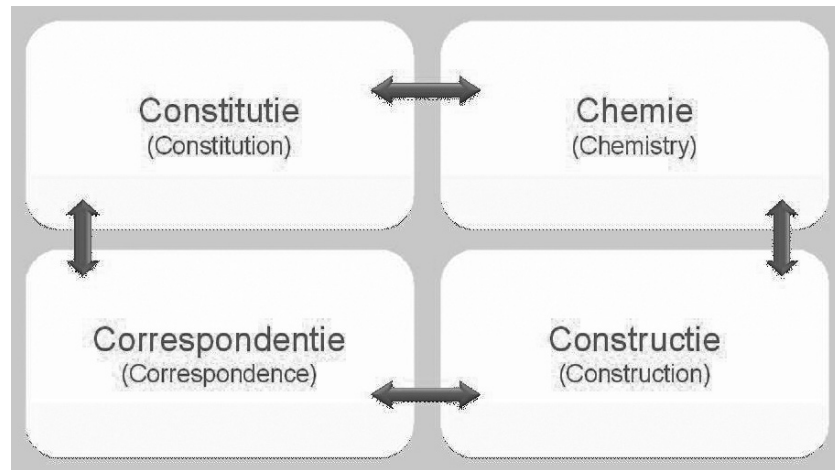 Constitutie
(Constitution)
Chemie
(Chemistry)
Correspondentie
(Correspondence)
Constructie
(Construction)